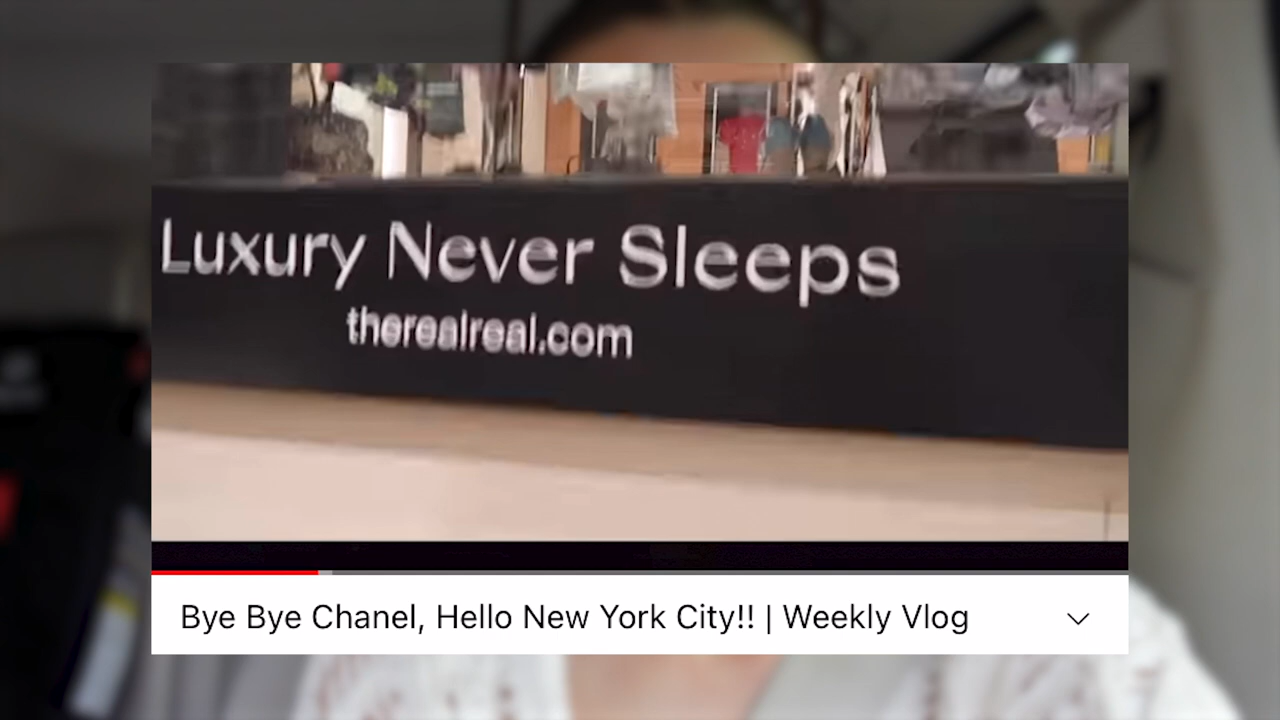 Luxury Never Sleeps
therealreal.com
Bye Bye Chanel, Hello New York City!! | Weekly Vlog